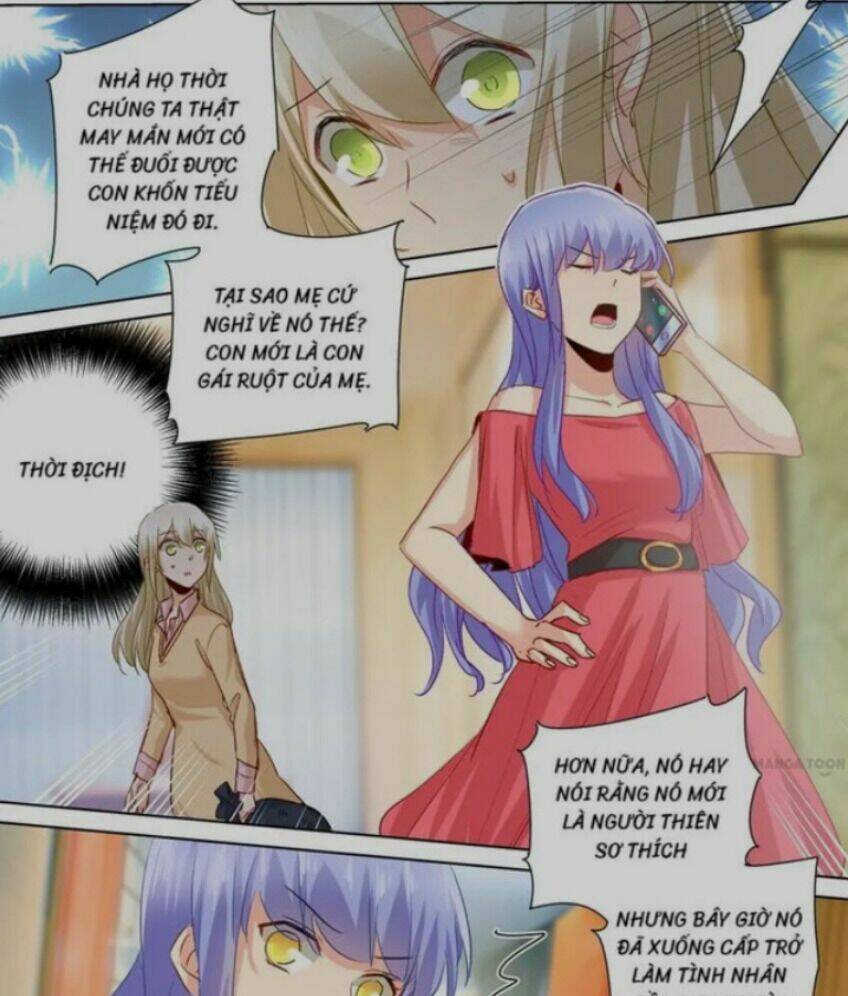 NHÀ HỌ THỜI
CHÚNG TA THẬT
MAY MẮN MỚI CÓ
THỂ ĐUỔI ĐƯỢC
CON KHỐN TIỂU
NIỆM ĐÓ ĐI.
TẠI SAO MẸ CỨ
NGHĨ VỀ NÓ THẾ?
CON MỚI LÀ CON
GÁI RUỘT CỦA MẸ.
THỜI ĐỊCH!
HƠN NỮA, NÓ HAY
NÓI RẰNG NÓ MỚI
LÀ NGƯỜI THIÊN
SƠ THÍCH
MANGA TOON
NHƯNG BÂY GIỜ NÓ
ĐÃ XUỐNG CẤP TRỞ
LÀM TÌNH NHÂN